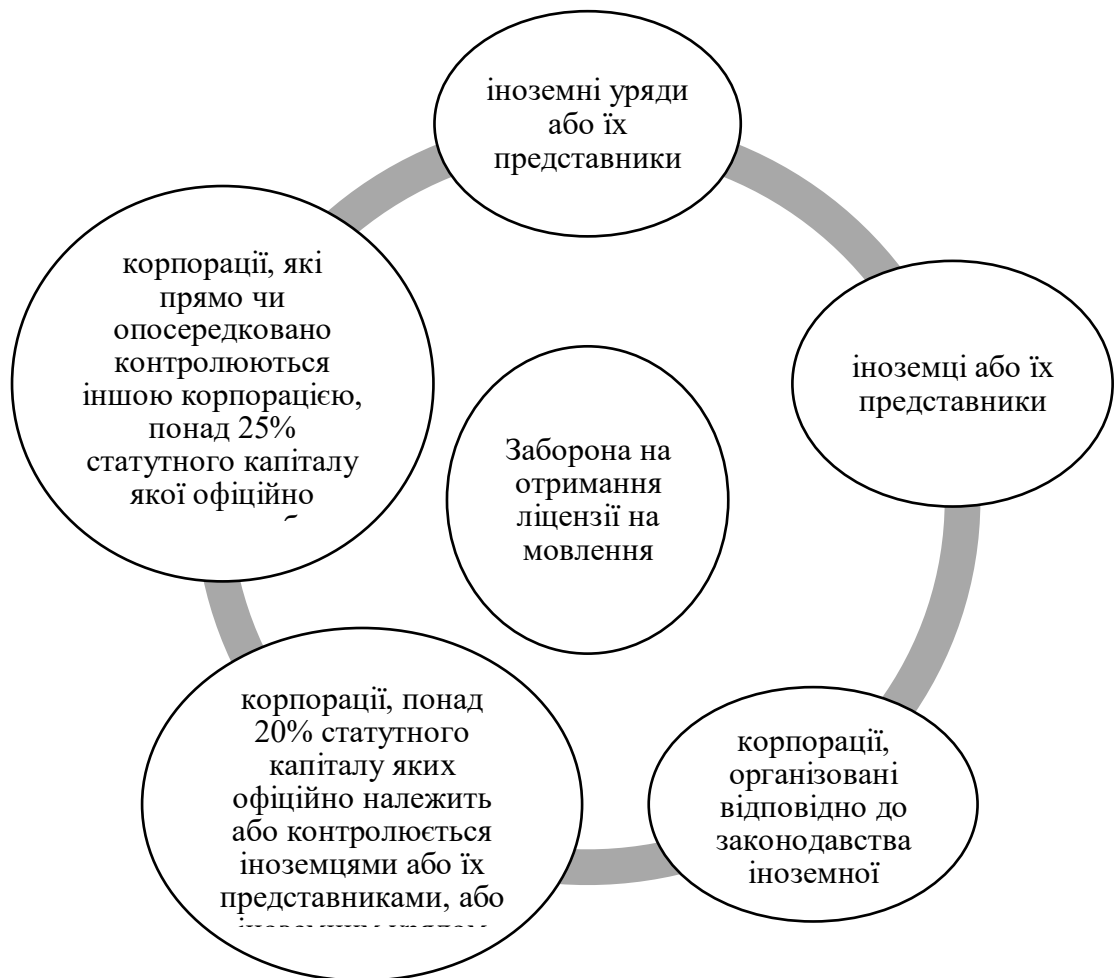 іноземні уряди
або їх
представники
іноземці або їх
представники
корпорації,
організовані
відповідно до
законодавства
іноземної
корпорації, понад
20% статутного
капіталу яких
офіційно належить
або контролюється
іноземцями або їх
представниками, або
корпорації, які
прямо чи
опосередковано
контролюються
іншою корпорацією,
понад 25%
статутного капіталу
якої офіційно
Заборона на
отримання
ліцензії на
мовлення